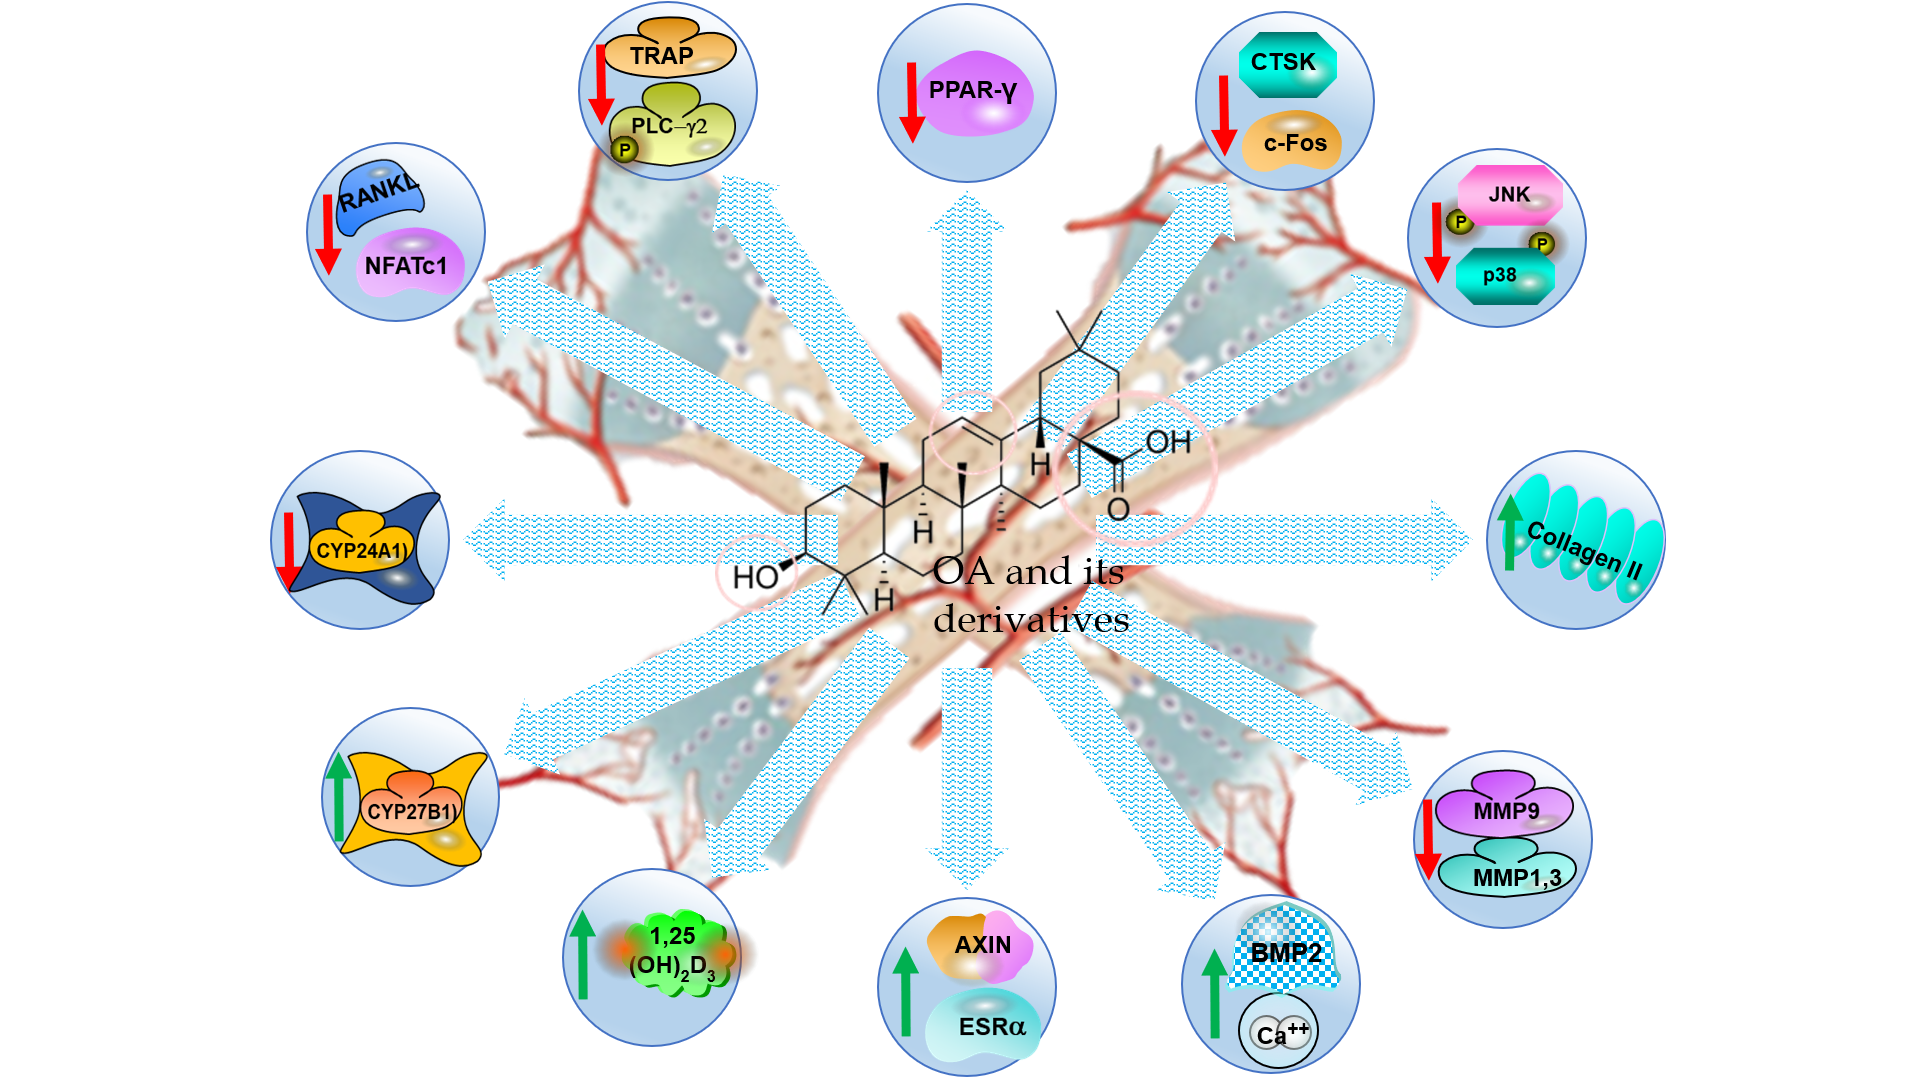 TRAP
PLC-γ2
P
PPAR-γ
CTSK
c-Fos
RANKL
NFATc1
JNK
P
P
p38
CYP24A1)
HO
H
H
H
OH
O
OA and its
derivatives
Collagen II
CYP27B1)
1,25
(OH)2D3
AXIN
ESRα
BMP2
Ca++
MMP9
MMP1,3